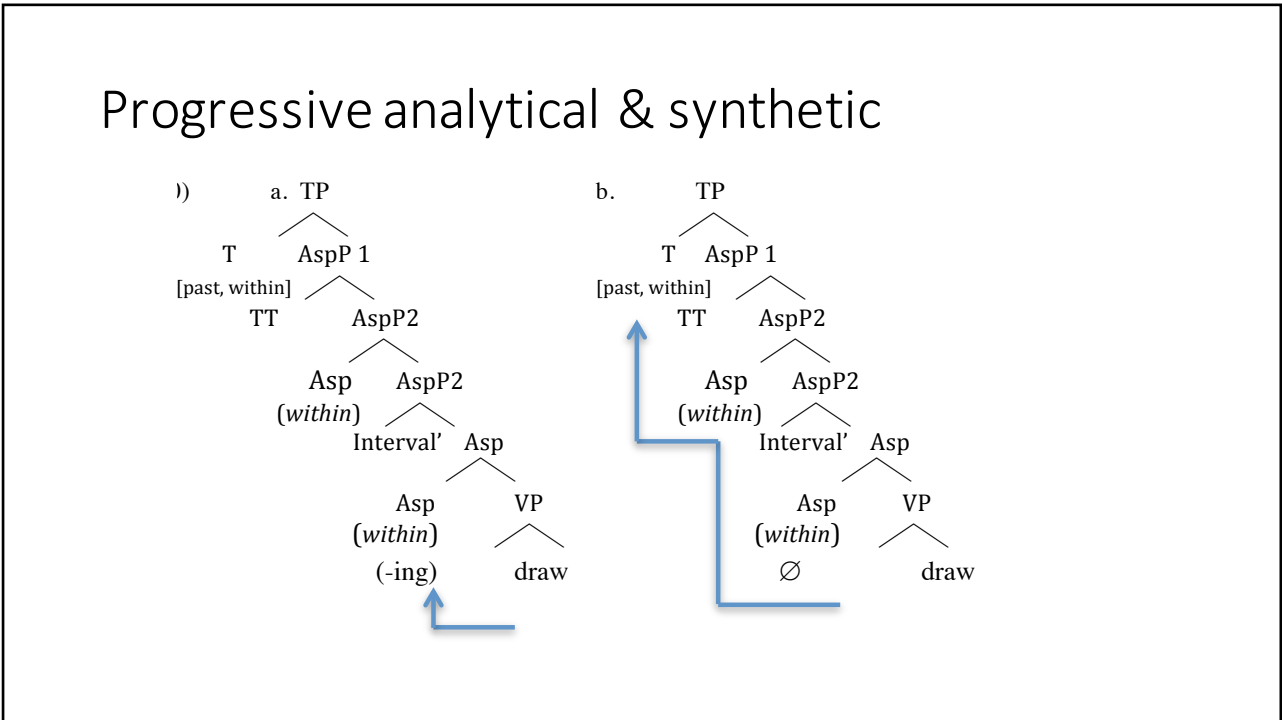 Progressive analytical & synthetic
)) a. TP b. TP
T AspP 1 T AspP 1
[past, within] [past, within]
TT AspP2 TT AspP2
Asp AspP2 Asp AspP2
(within) (within)
Interval’ Asp Interval’ Asp
Asp VP Asp VP
(within) (within)
(-ing) draw ∅ draw